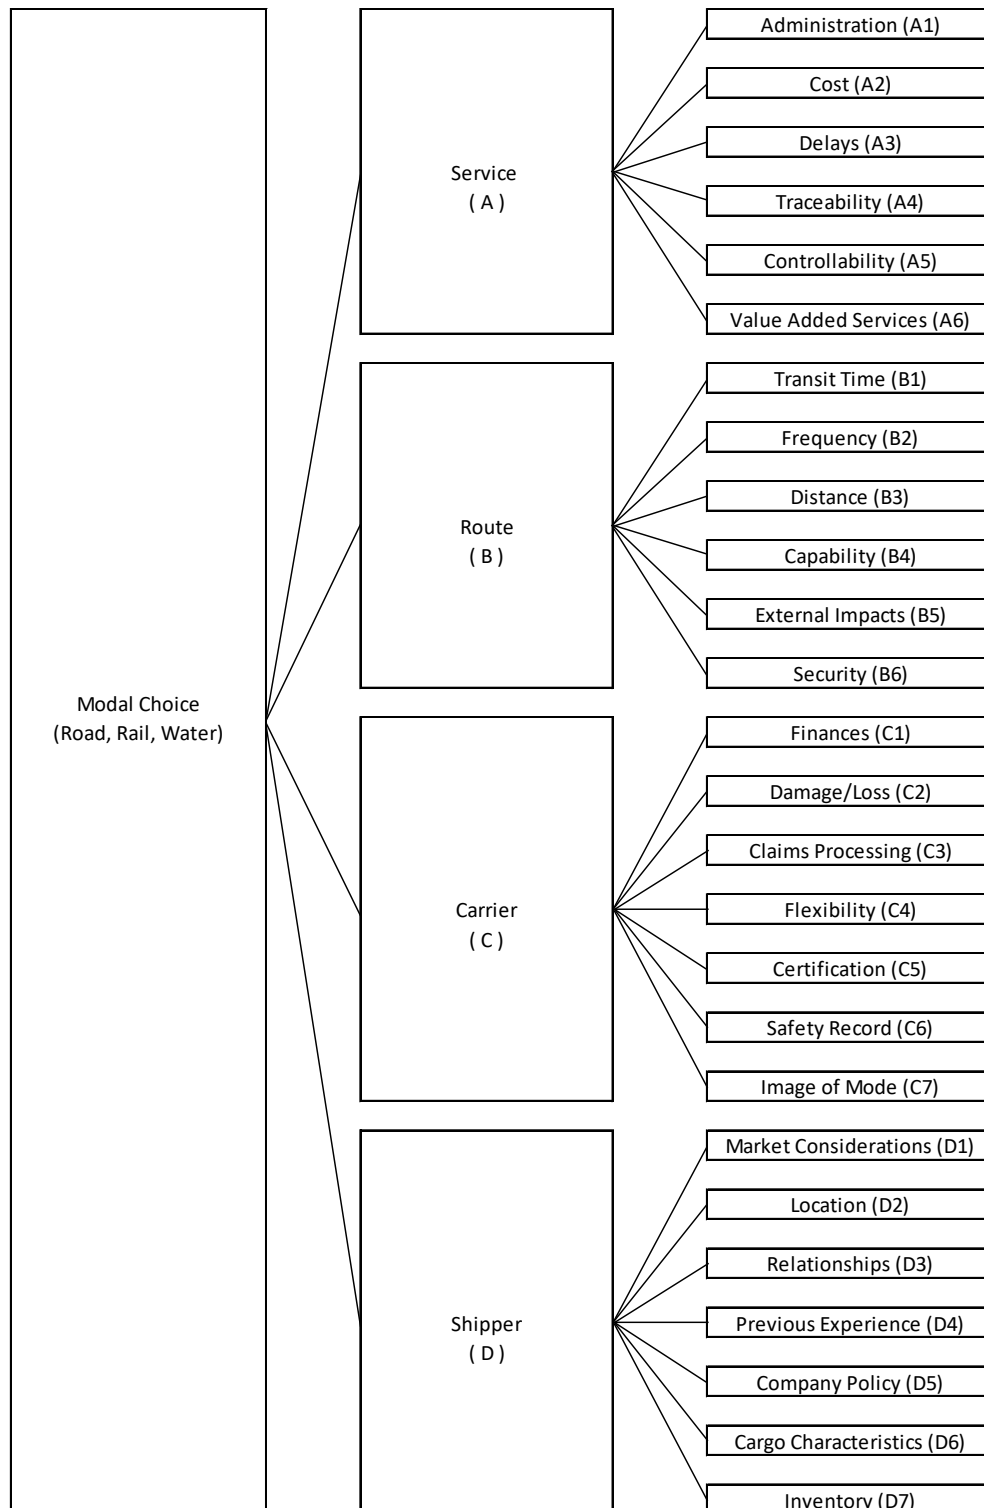 Modal Choice
(Road, Rail, Water)
Service
( A )
Administration (A1)
Cost (A2)
Delays (A3)
Traceability (A4)
Controllability (A5)
Value Added Services (A6)
Route
( B )
Transit Time (B1)
Frequency (B2)
Distance (B3)
Capability (B4)
External Impacts (B5)
Security (B6)
Carrier
( C )
Finances (C1)
Damage/Loss (C2)
Claims Processing (C3)
Flexibility (C4)
Certification (C5)
Safety Record (C6)
Image of Mode (C7)
Shipper
( D )
Market Considerations (D1)
Location (D2)
Relationships (D3)
Previous Experience (D4)
Company Policy (D5)
Cargo Characteristics (D6)
Inventory (D7)